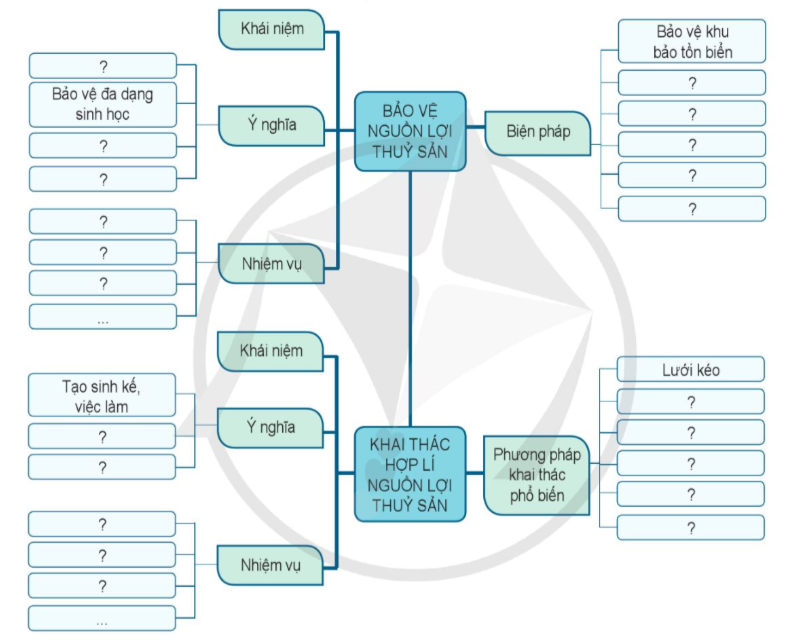 Khái niệm
?
Bảo vệ đa dạng
sinh học
?
?
Ý nghĩa
?
?
?
...
Nhiệm vụ
BẢO VỆ
NGUỒN LỢI
THUỶ SẢN
Biện pháp
Bảo vệ khu
bảo tồn biển
?
?
?
?
?
Khái niệm
Tạo sinh kế,
việc làm
?
?
Ý nghĩa
?
?
?
...
Nhiệm vụ
KHAI THÁC
HỢP LÍ
NGUỒN LỢI
THUỶ SẢN
Phương pháp
khai thác
phổ biến
Lưới kéo
?
?
?
?
?